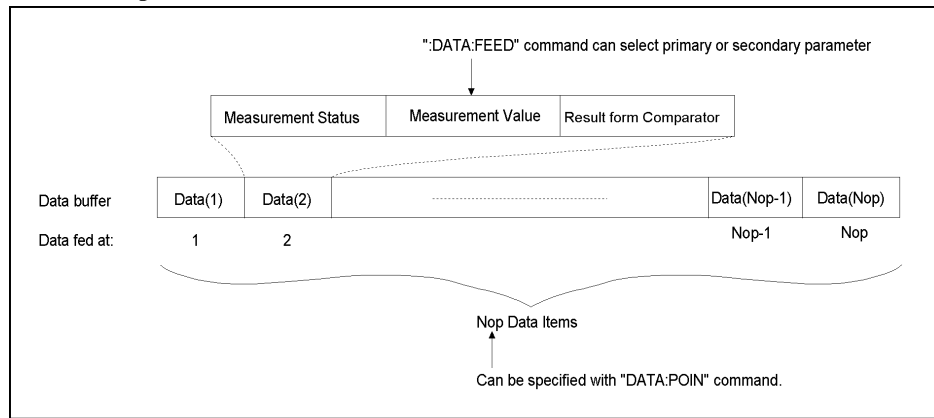 ":DATA:FEED" command can select primary or secondary parameter
Measurement Status Measurement Value Result form Comparator
Data buffer Data(1) Data(2) Data(Nop-1) Data(Nop)
Data fed at: 1 2 Nop-1 Nop
Nop Data Items
Can be specified with "DATA:POIN" command.